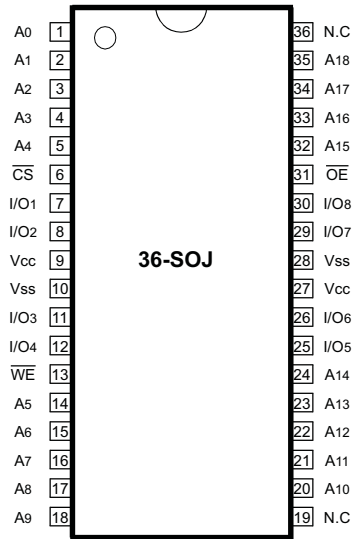 A0 1 36 N.C
A1 2 35 A18
A2 3 34 A17
A3 4 33 A16
A4 5 32 A15
C̅S̅ 6 31 O̅E̅
I/O1 7 30 I/O8
I/O2 8 29 I/O7
Vcc 9 36-SOJ 28 Vss
Vss 10 27 Vcc
I/O3 11 26 I/O6
I/O4 12 25 I/O5
W̅E̅ 13 24 A14
A5 14 23 A13
A6 15 22 A12
A7 16 21 A11
A8 17 20 A10
A9 18 19 N.C